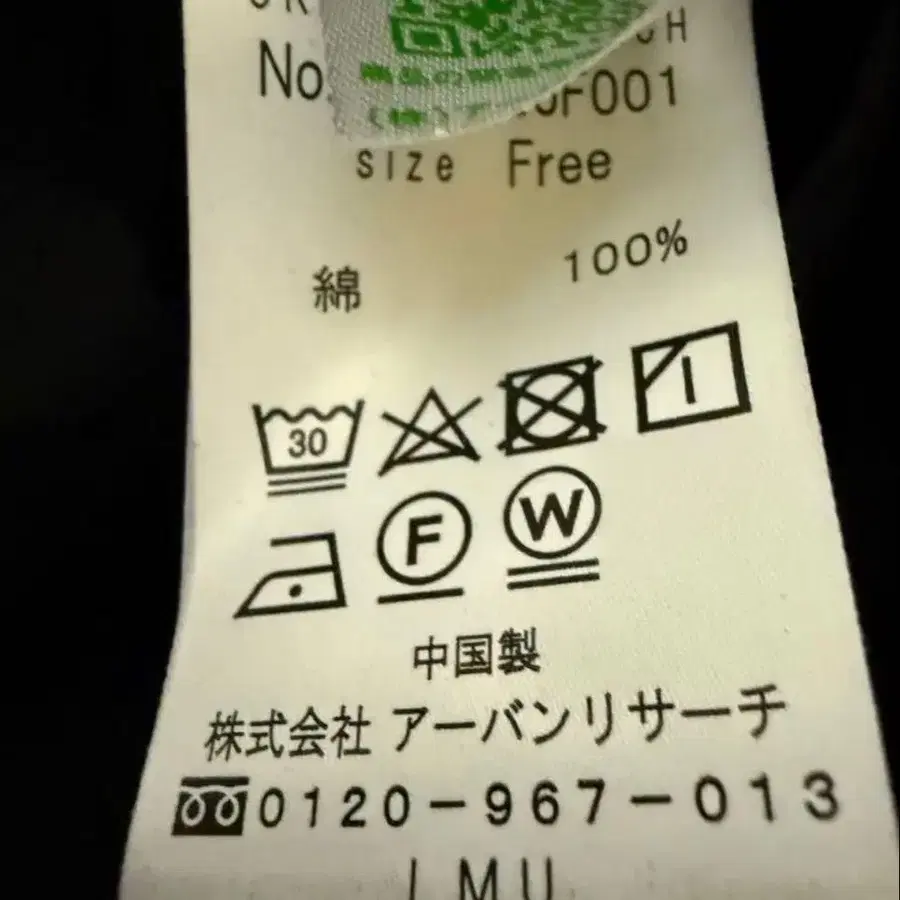 No.
F001
size Free
綿 100%
30
F W
中国製
株式会社 アーバンリサーチ
0120-967-013